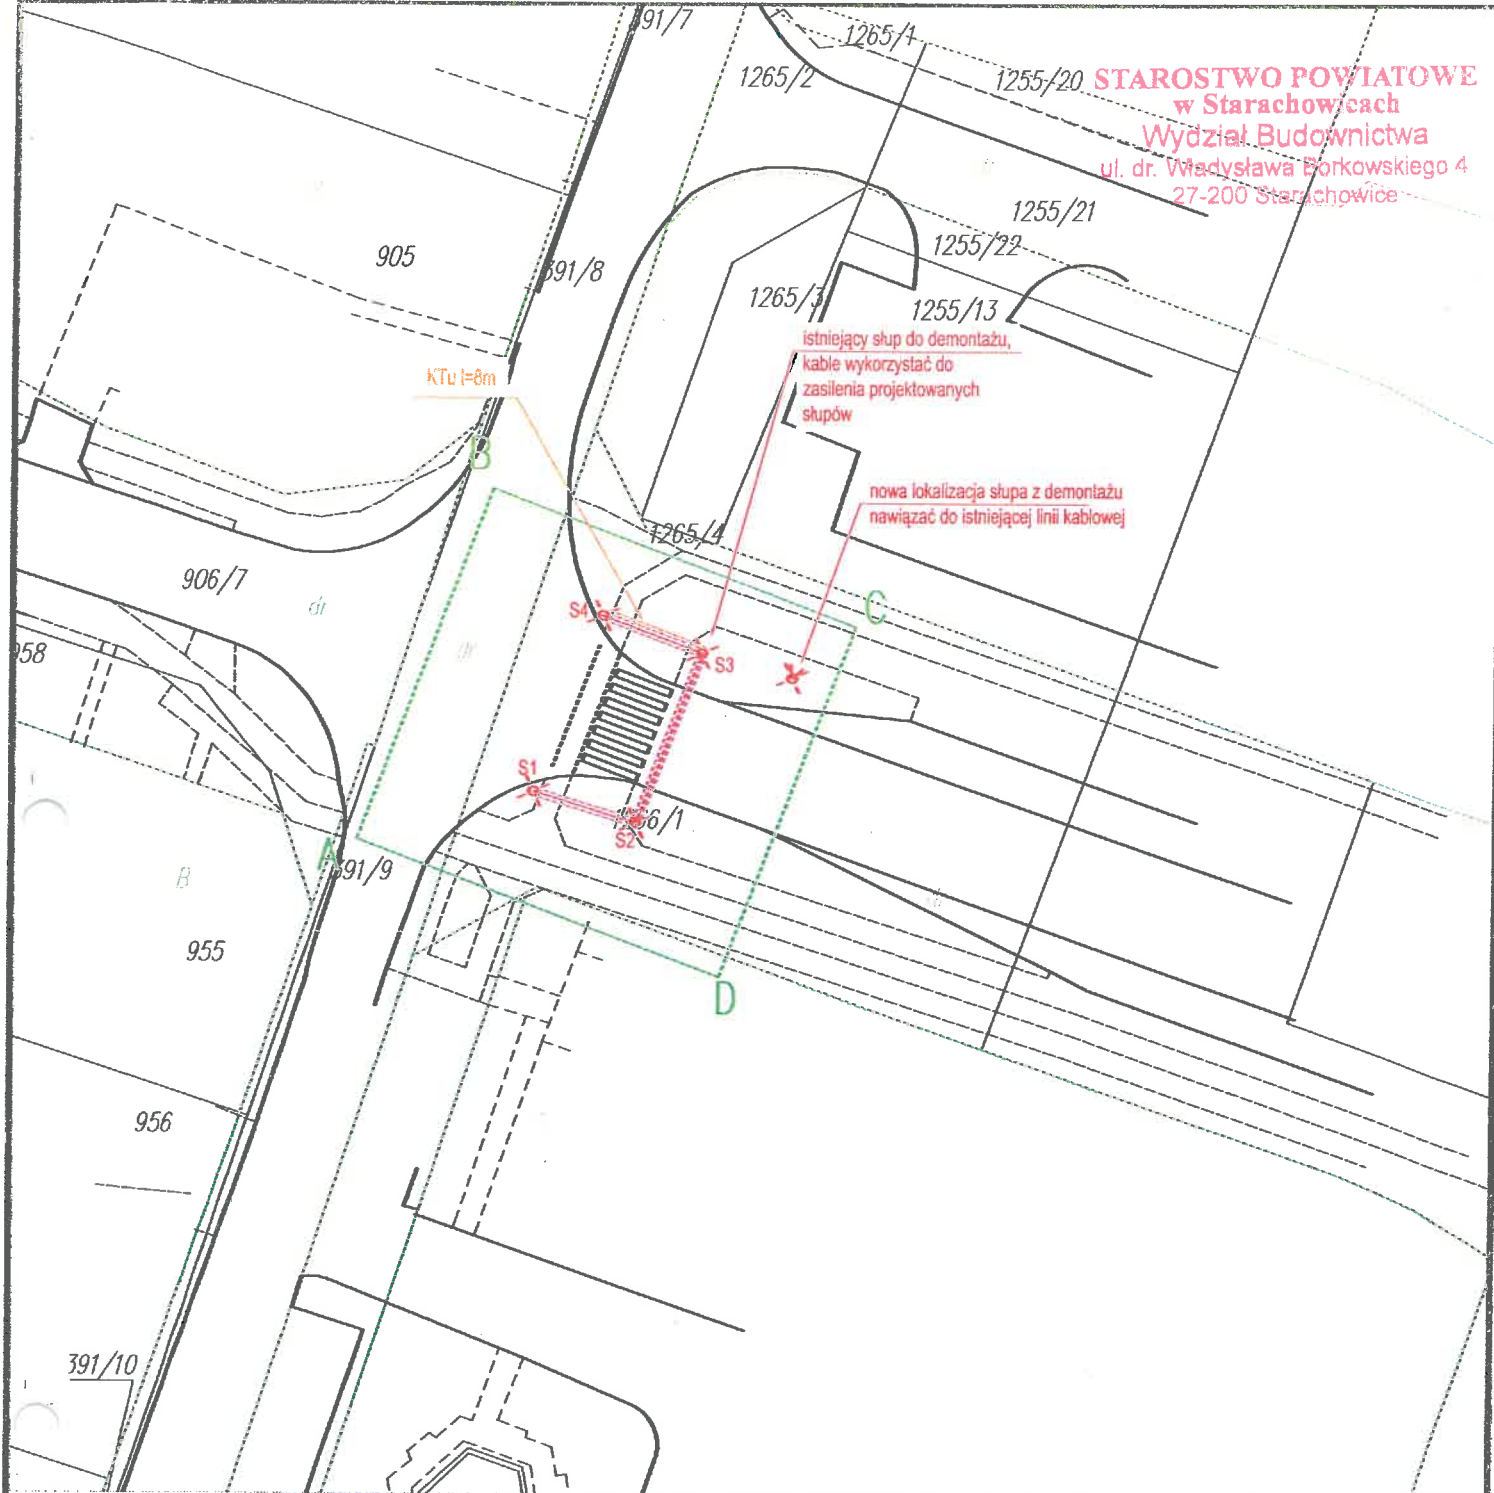 391/7
1265/1
1265/2
1255/20
STAROSTWO POWIATOWE
w Starachowicach
Wydział Budownictwa
ul. dr. Władysława Borkowskiego 4
27-200 Starachowice
1255/21
1255/22
905
391/8
1265/3
1255/13
istniejący słup do demontażu,
kable wykorzystać do
zasilenia projektowanych
słupów
KTu l=8m
B
nowa lokalizacja słupa z demontażu
nawiązać do istniejącej linii kablowej
1265/4
906/7
dr
C
S4
958
dr
S3
S1
S2
A
391/9
B
955
D
956
391/10